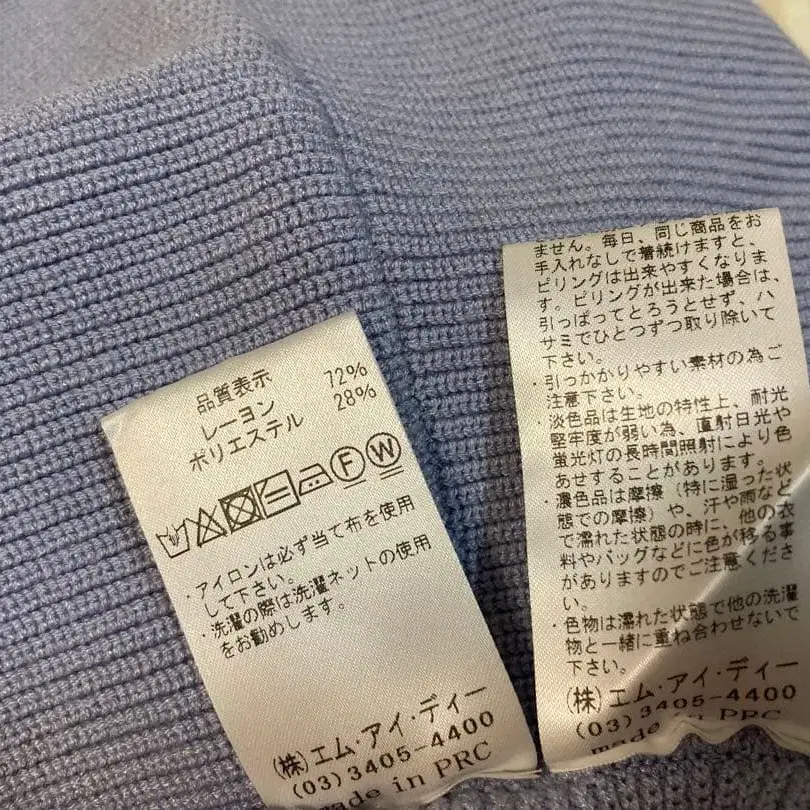 品質表示
レーヨン 72%
ポリエステル 28%
F W
・アイロンは必ず当て布を使用
して下さい。
・洗濯の際は洗濯ネットの使用
をお勧めします。
(株)エム・アイ・ディー
(03)3405-4400
made in PRC
ません。毎日、同じ商品をお
手入れなしで着続けますと、
ピリングは出来やすくなりま
す。ピリングが出来た場合は、
引っぱってとろうとせず、ハ
サミでひとつずつ取り除いて
下さい。
・引っかかりやすい素材の為ご
注意下さい。
・淡色品は生地の特性上、耐光
堅牢度が弱い為、直射日光や
蛍光灯の長時間照射により色
あせすることがあります。
・濃色品は摩擦（特に湿った状
態での摩擦）や、汗や雨など
で濡れた状態の時に、他の衣
料やバッグなどに色が移る事
がありますのでご注意くださ
い。
・色物は濡れた状態で他の洗濯
物と一緒に重ね合わせないで
下さい。
(株)エム・アイ・ディー
(03)3405-4400
made in PRC